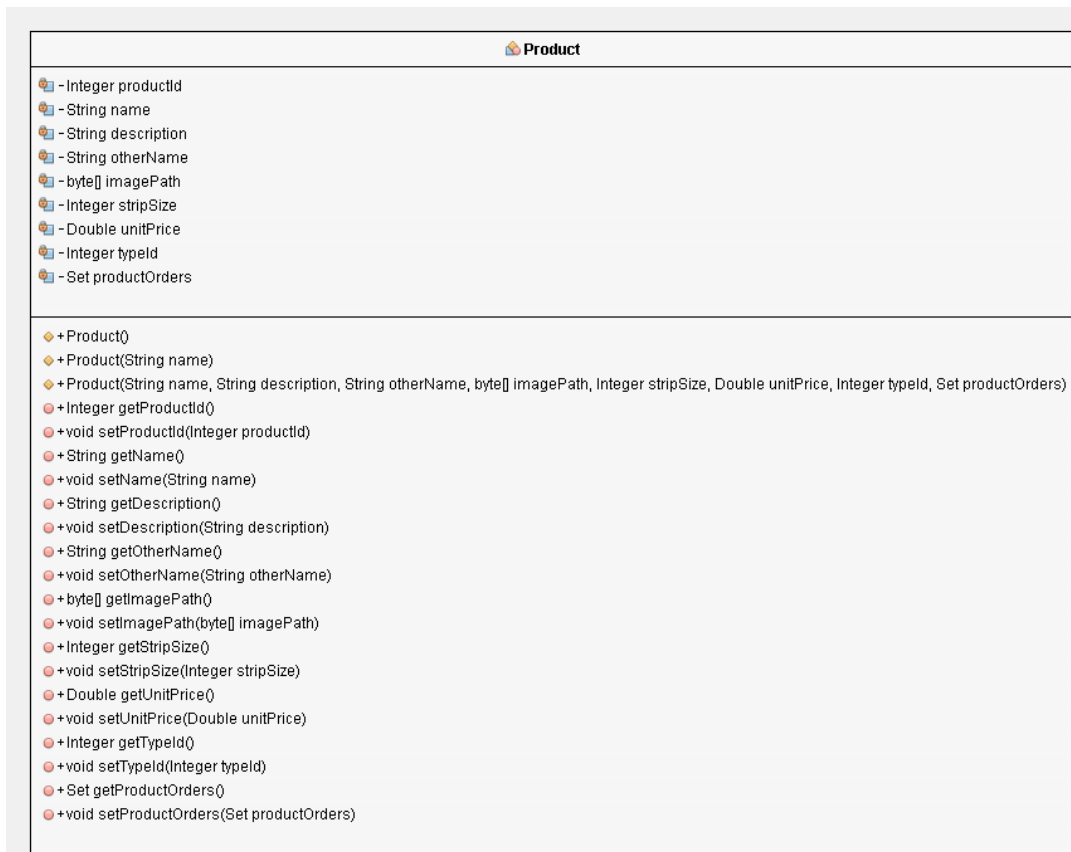 Product
-Integer productId
-String name
-String description
-String otherName
-byte[] imagePath
-Integer stripSize
-Double unitPrice
-Integer typeId
-Set productOrders
+Product()
+Product(String name)
+Product(String name, String description, String otherName, byte[] imagePath, Integer stripSize, Double unitPrice, Integer typeId, Set productOrders)
+Integer getProductId()
+void setProductId(Integer productId)
+String getName()
+void setName(String name)
+String getDescription()
+void setDescription(String description)
+String getOtherName()
+void setOtherName(String otherName)
+byte[] getImagePath()
+void setImagePath(byte[] imagePath)
+Integer getStripSize()
+void setStripSize(Integer stripSize)
+Double getUnitPrice()
+void setUnitPrice(Double unitPrice)
+Integer getTypeId()
+void setTypeId(Integer typeId)
+Set getProductOrders()
+void setProductOrders(Set productOrders)